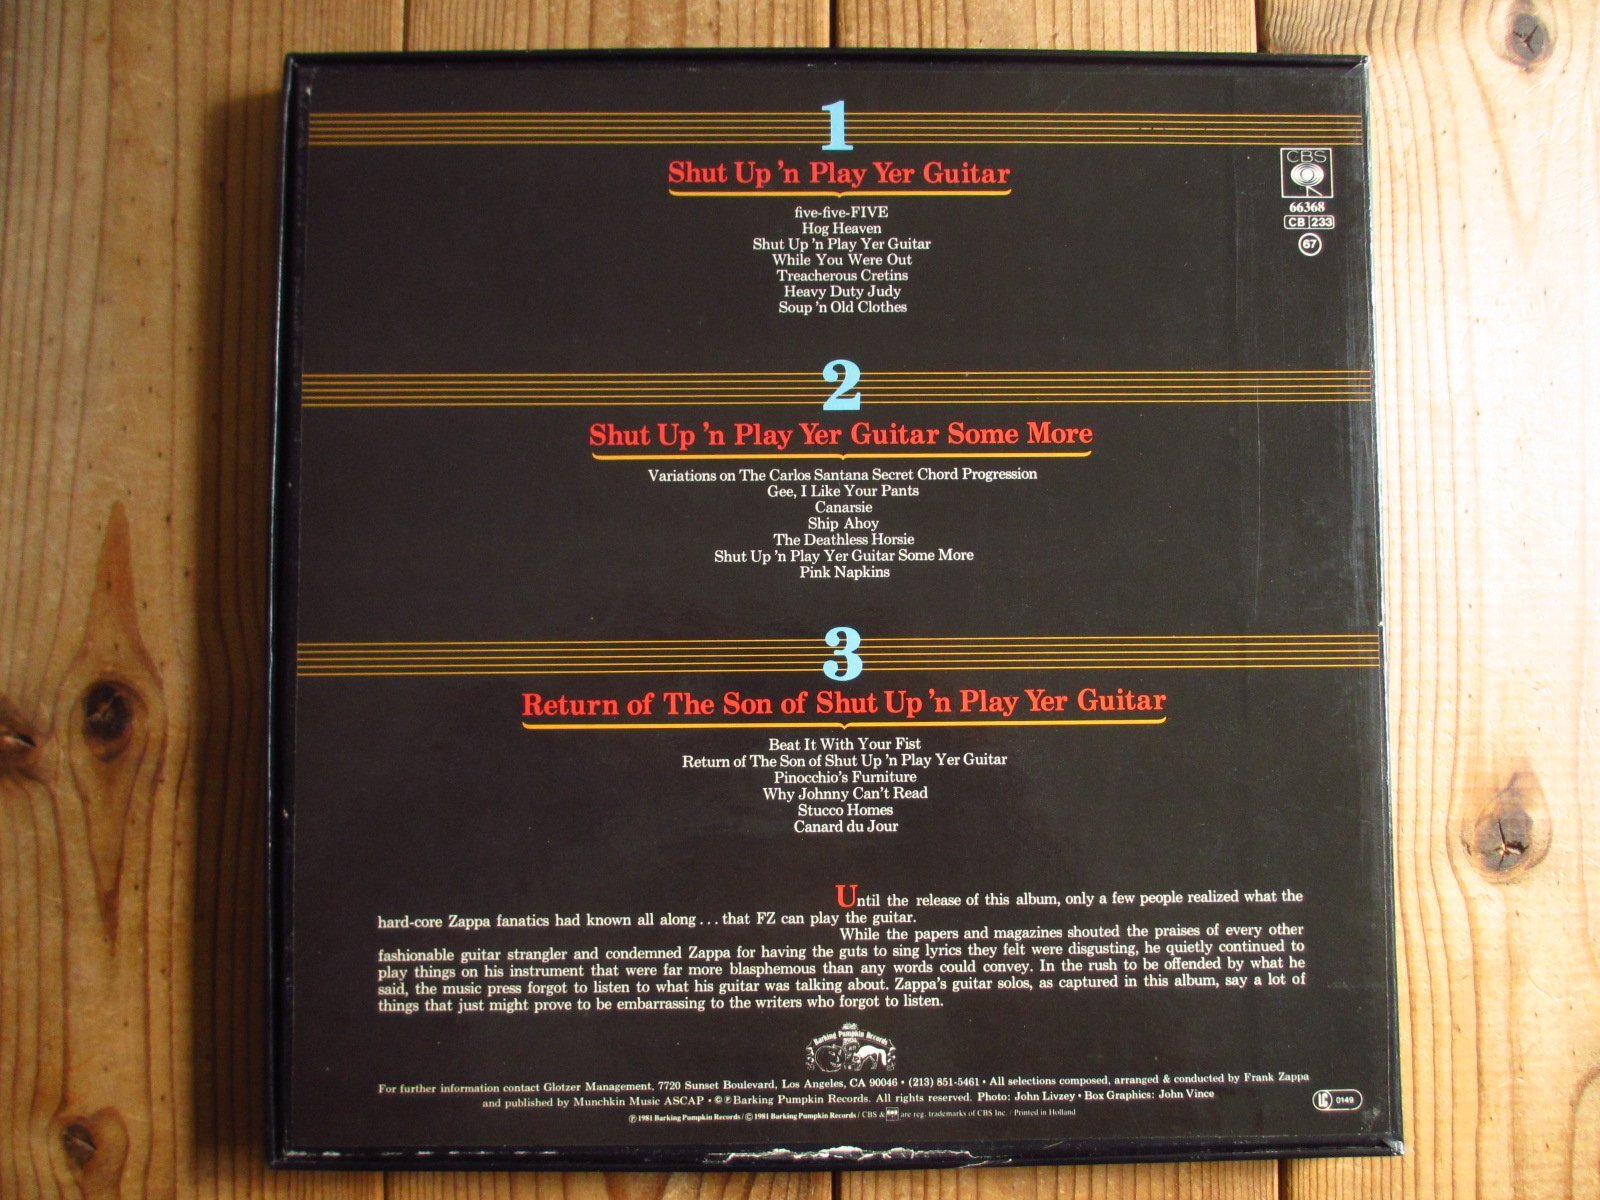 1
Shut Up 'n Play Yer Guitar
five-five-FIVE
Hog Heaven
Shut Up 'n Play Yer Guitar
While You Were Out
Treacherous Cretins
Heavy Duty Judy
Soup 'n Old Clothes
CBS
66368
CB 233
67
2
Shut Up 'n Play Yer Guitar Some More
Variations on The Carlos Santana Secret Chord Progression
Gee, I Like Your Pants
Canarsie
Ship Ahoy
The Deathless Horsie
Shut Up 'n Play Yer Guitar Some More
Pink Napkins
3
Return of The Son of Shut Up 'n Play Yer Guitar
Beat It With Your Fist
Return of The Son of Shut Up 'n Play Yer Guitar
Pinocchio's Furniture
Why Johnny Can't Read
Stucco Homes
Canard du Jour
Until the release of this album, only a few people realized what the
hard-core Zappa fanatics had known all along . . . that FZ can play the guitar.
While the papers and magazines shouted the praises of every other
fashionable guitar strangler and condemned Zappa for having the guts to sing lyrics they felt were disgusting, he quietly continued to
play things on his instrument that were far more blasphemous than any words could convey. In the rush to be offended by what he
said, the music press forgot to listen to what his guitar was talking about. Zappa's guitar solos, as captured in this album, say a lot of
things that just might prove to be embarrassing to the writers who forgot to listen.
Barking Pumpkin Records
For further information contact Glotzer Management, 7720 Sunset Boulevard, Los Angeles, CA 90046 • (213) 851-5461 • All selections composed, arranged & conducted by Frank Zappa
and published by Munchkin Music ASCAP • © ℗ Barking Pumpkin Records. All rights reserved. Photo: John Livzey • Box Graphics: John Vince
℗ 1981 Barking Pumpkin Records / © 1981 Barking Pumpkin Records / CBS & are reg. trademarks of CBS Inc. / Printed in Holland
LC 0149